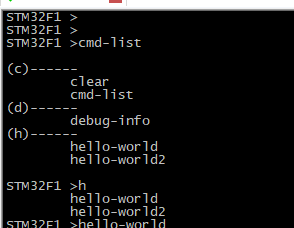 STM32F1 >
STM32F1 >
STM32F1 >cmd-list
(c)------
clear
cmd-list
(d)------
debug-info
(h)------
hello-world
hello-world2
STM32F1 >h
hello-world
hello-world2
STM32F1 >hello-world